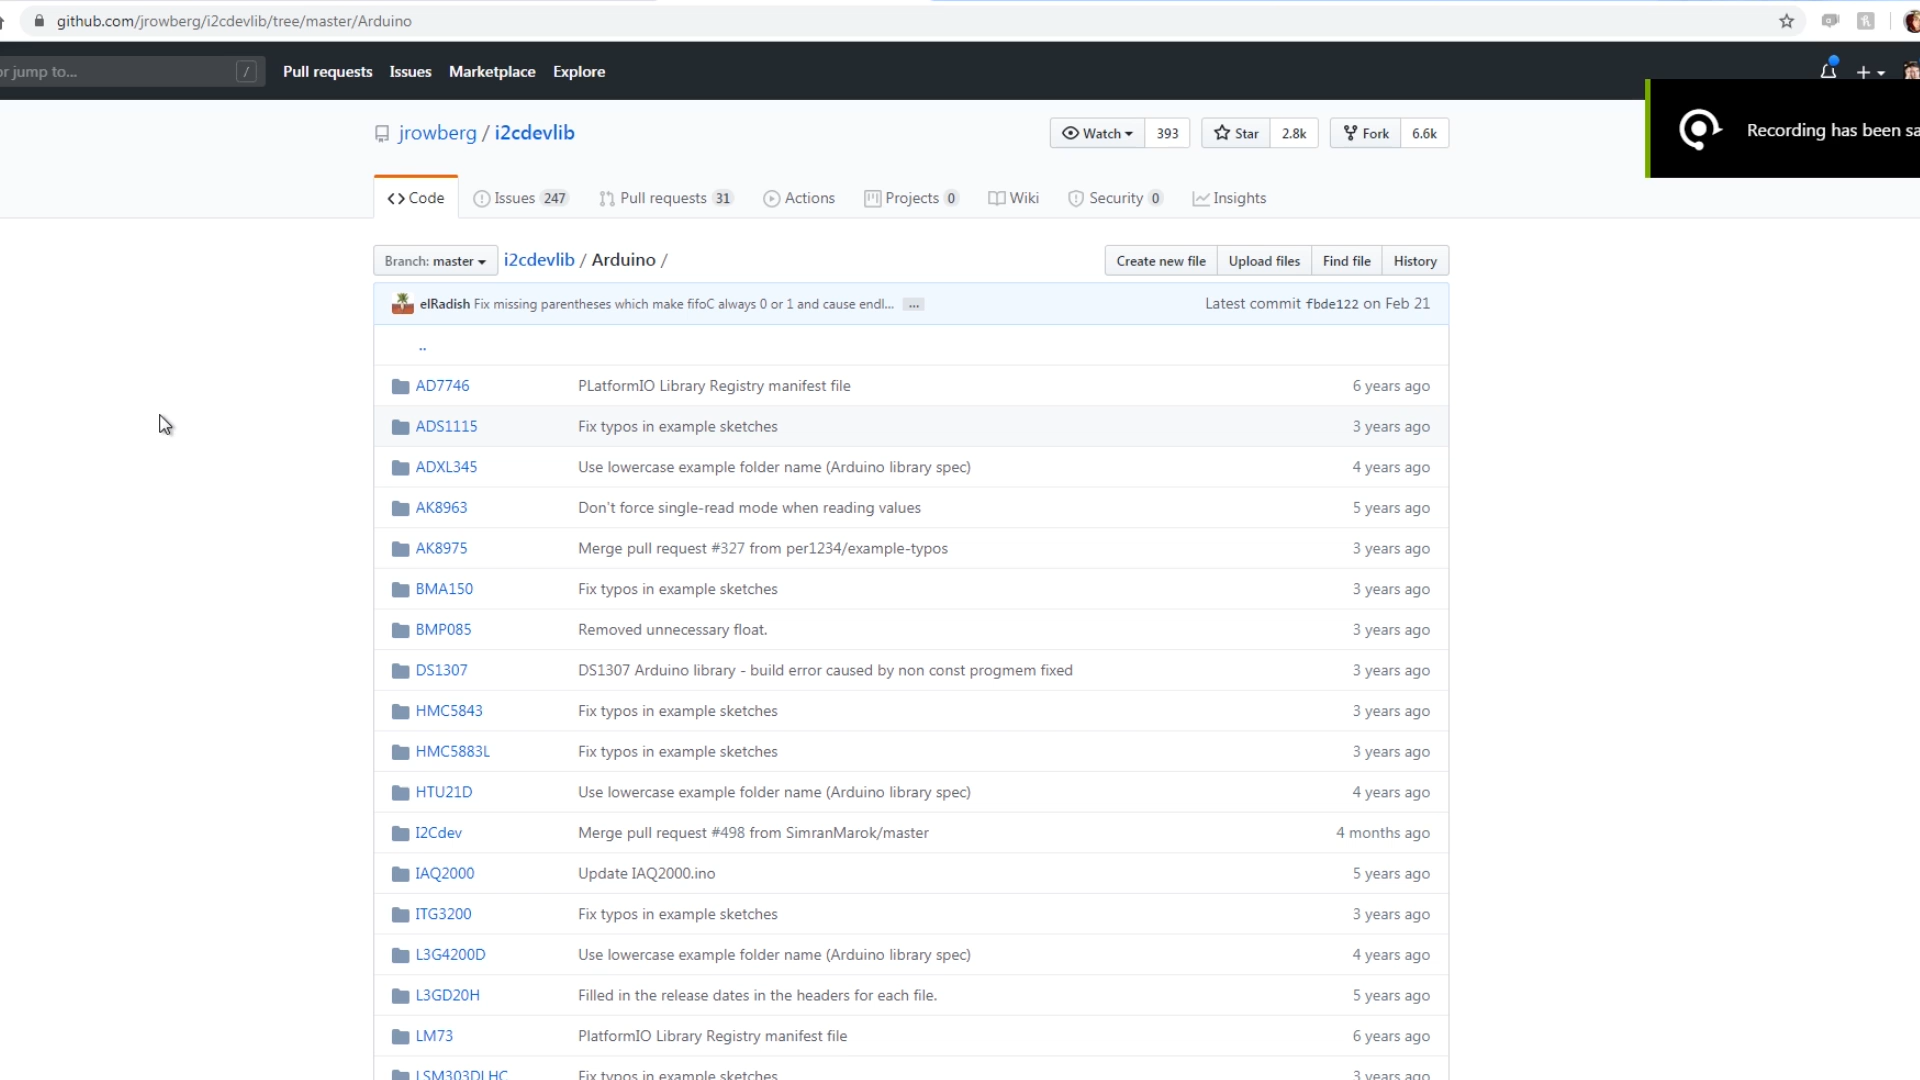 github.com/jrowberg/i2cdevlib/tree/master/Arduino
or jump to... / Pull requests Issues Marketplace Explore
Recording has been sa
jrowberg / i2cdevlib
Watch 393 Star 2.8k Fork 6.6k
Code Issues 247 Pull requests 31 Actions Projects 0 Wiki Security 0 Insights
Branch: master i2cdevlib / Arduino / Create new file Upload files Find file History
elRadish Fix missing parentheses which make fifoC always 0 or 1 and cause endl... ... Latest commit fbde122 on Feb 21
..
AD7746 PLatformIO Library Registry manifest file 6 years ago
ADS1115 Fix typos in example sketches 3 years ago
ADXL345 Use lowercase example folder name (Arduino library spec) 4 years ago
AK8963 Don't force single-read mode when reading values 5 years ago
AK8975 Merge pull request #327 from per1234/example-typos 3 years ago
BMA150 Fix typos in example sketches 3 years ago
BMP085 Removed unnecessary float. 3 years ago
DS1307 DS1307 Arduino library - build error caused by non const progmem fixed 3 years ago
HMC5843 Fix typos in example sketches 3 years ago
HMC5883L Fix typos in example sketches 3 years ago
HTU21D Use lowercase example folder name (Arduino library spec) 4 years ago
I2Cdev Merge pull request #498 from SimranMarok/master 4 months ago
IAQ2000 Update IAQ2000.ino 5 years ago
ITG3200 Fix typos in example sketches 3 years ago
L3G4200D Use lowercase example folder name (Arduino library spec) 4 years ago
L3GD20H Filled in the release dates in the headers for each file. 5 years ago
LM73 PlatformIO Library Registry manifest file 6 years ago
LSM303DLHC Fix typos in example sketches 3 years ago